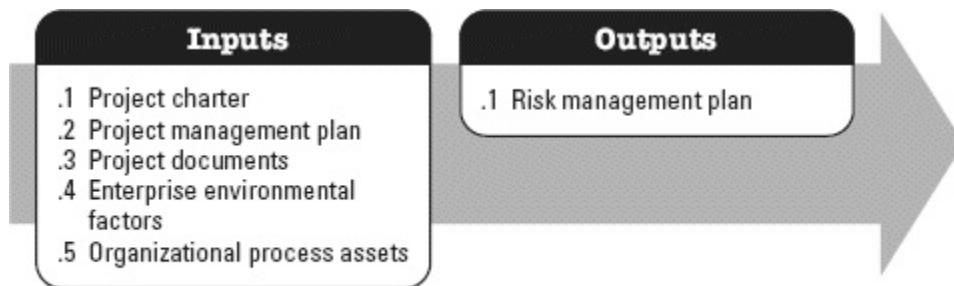 Inputs
.1 Project charter
.2 Project management plan
.3 Project documents
.4 Enterprise environmental
factors
.5 Organizational process assets
Outputs
.1 Risk management plan